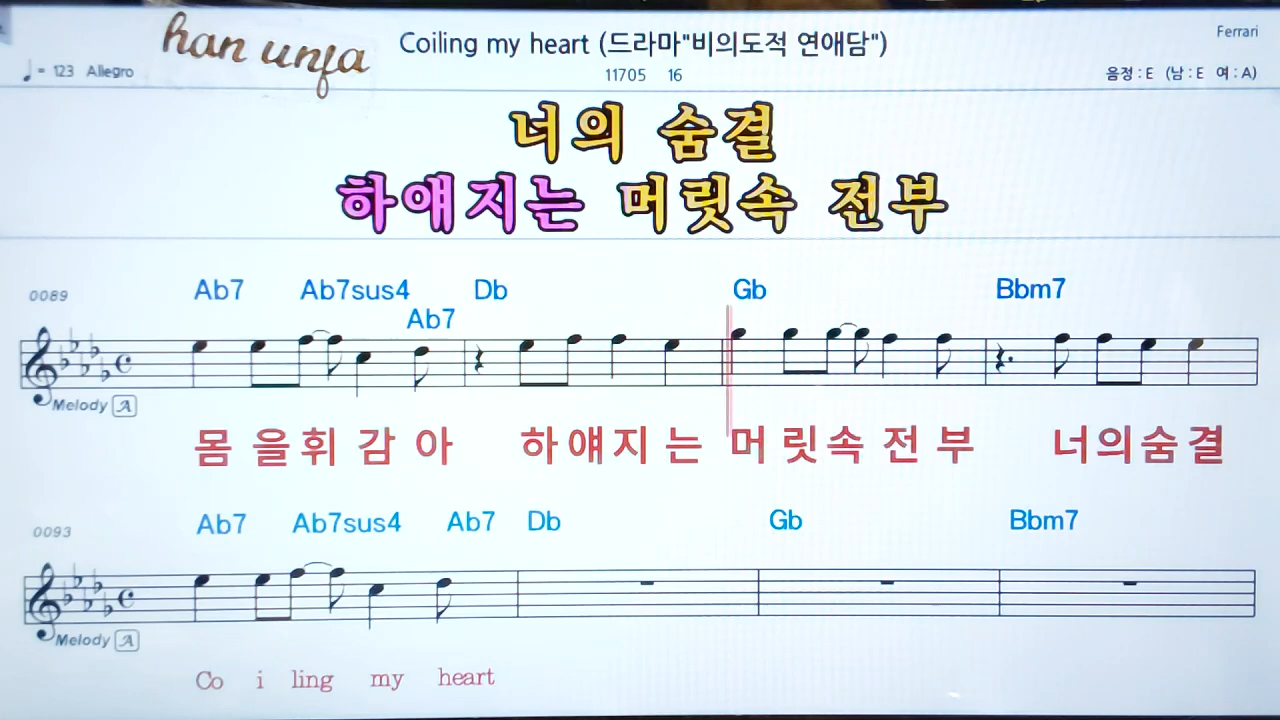 han unja
Coiling my heart (드라마"비의도적 연애담")
Ferrari
♩= 123 Allegro
11705 16
음정 : E (남 : E 여 : A)
너의 숨결
하얘지는 머릿속 전부
0089
Ab7 Ab7sus4 Ab7 Db Gb Bbm7
Melody A
몸 을휘 감 아 하얘지 는 머 릿속 전 부 너의숨결
0093
Ab7 Ab7sus4 Ab7 Db Gb Bbm7
Melody A
Co i ling my heart